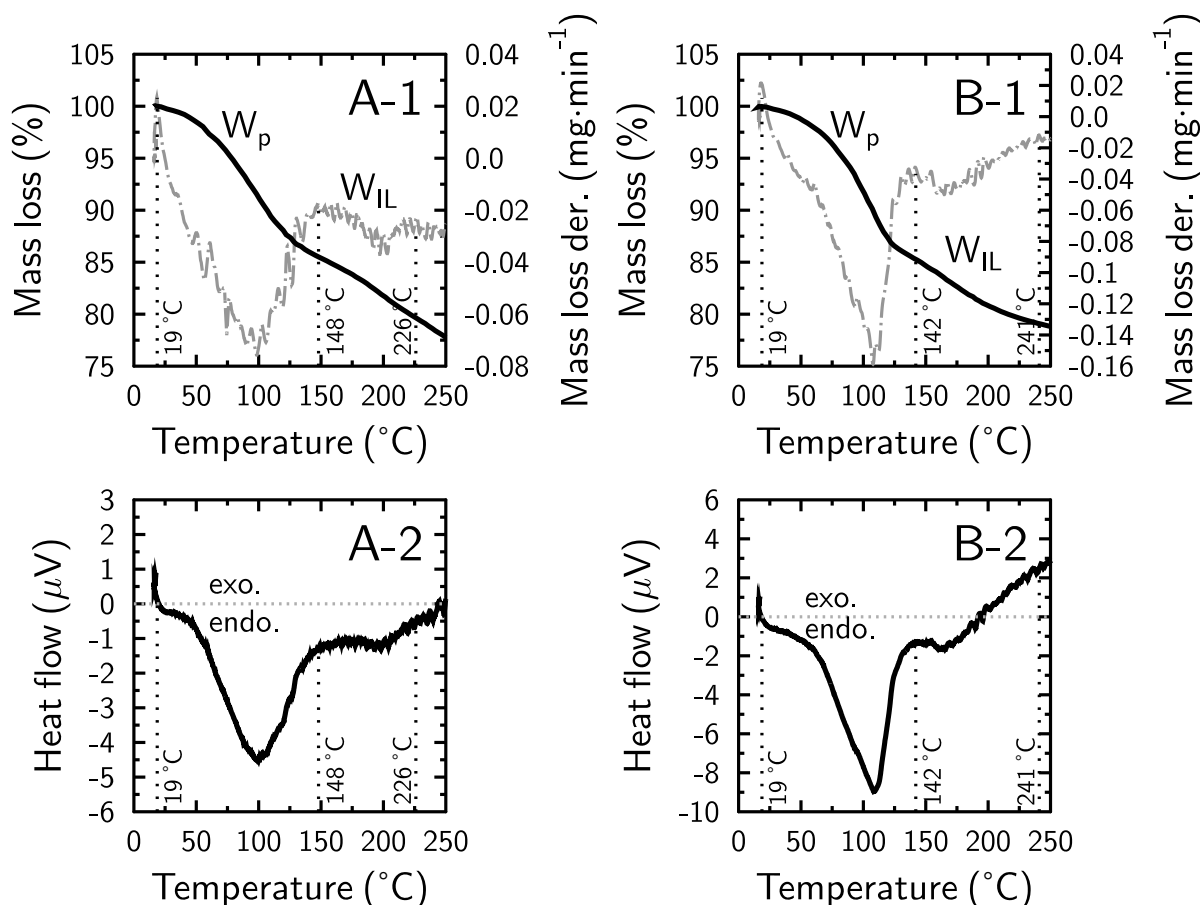 A-1
Mass loss (%)
105
100
95
90
85
80
75
W_p
W_IL
19 °C
148 °C
226 °C
0.04
0.02
0.0
-0.02
-0.04
-0.06
-0.08
Mass loss der. (mg·min⁻¹)
0 50 100 150 200 250
Temperature (°C)
B-1
Mass loss (%)
105
100
95
90
85
80
75
W_p
W_IL
19 °C
142 °C
241 °C
0.04
0.02
0.0
-0.02
-0.04
-0.06
-0.08
-0.1
-0.12
-0.14
-0.16
Mass loss der. (mg·min⁻¹)
0 50 100 150 200 250
Temperature (°C)
A-2
Heat flow (μV)
3
2
1
0
-1
-2
-3
-4
-5
-6
exo.
endo.
19 °C
148 °C
226 °C
0 50 100 150 200 250
Temperature (°C)
B-2
Heat flow (μV)
6
4
2
0
-2
-4
-6
-8
-10
exo.
endo.
19 °C
142 °C
241 °C
0 50 100 150 200 250
Temperature (°C)